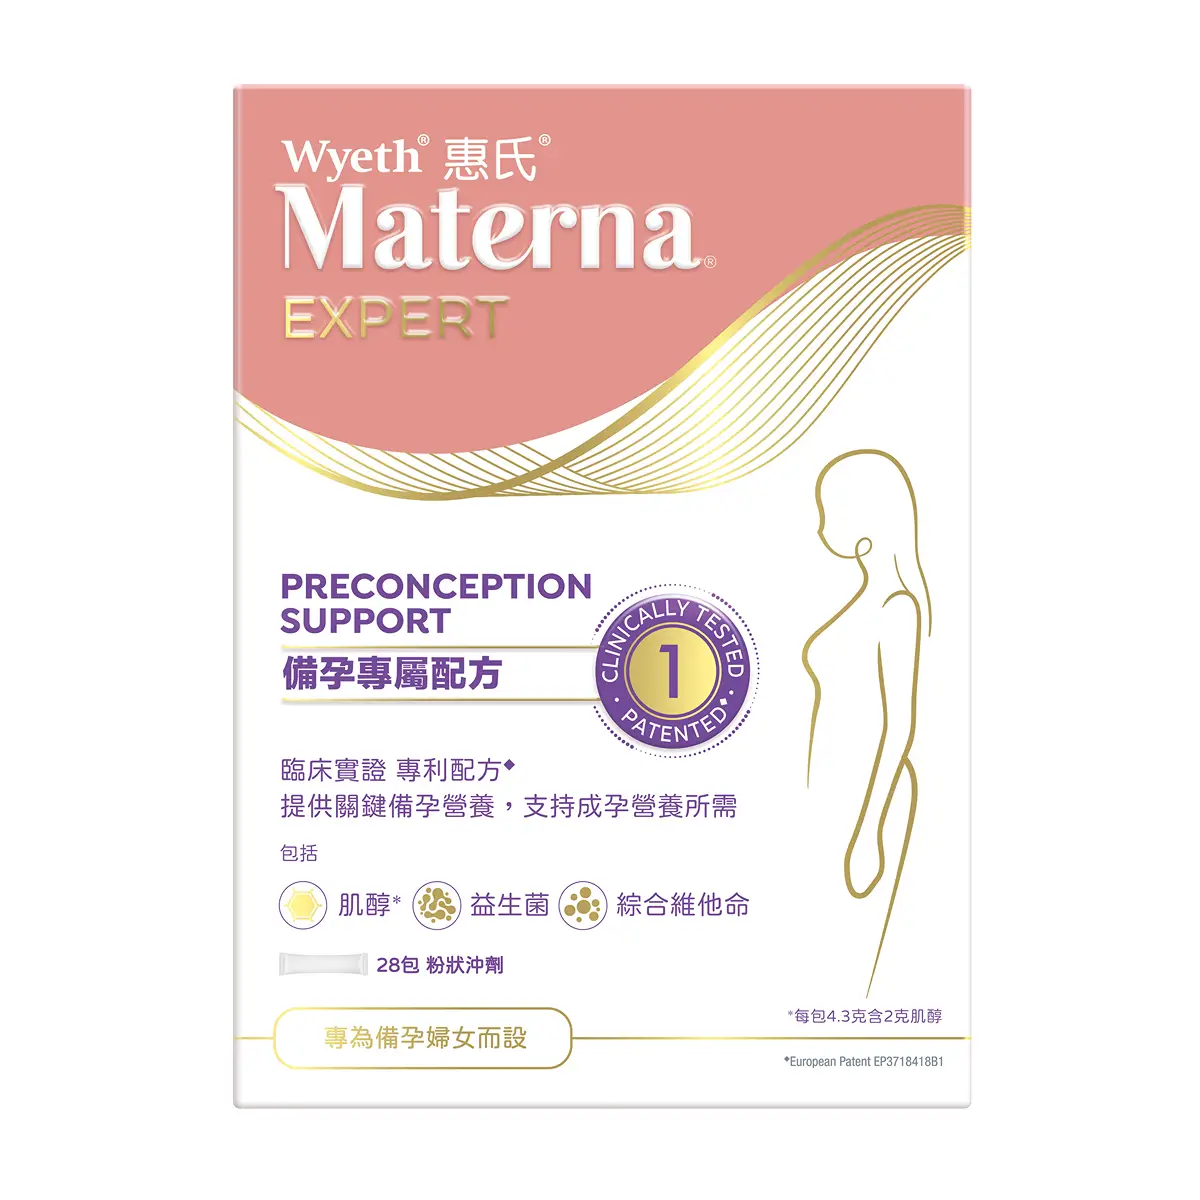 Wyeth® 惠氏®
Materna®
EXPERT
PRECONCEPTION
SUPPORT
備孕專屬配方
CLINICALLY TESTED
1
PATENTED◆
臨床實證 專利配方◆
提供關鍵備孕營養，支持成孕營養所需
包括
肌醇* 益生菌 綜合維他命
28包 粉狀沖劑
專為備孕婦女而設
*每包4.3克含2克肌醇
◆European Patent EP3718418B1